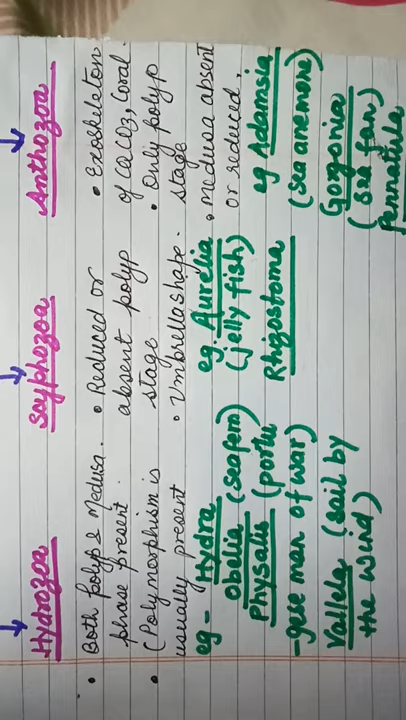 Hydrozoa
• Both polyp & Medusa
phase present.
• (Polymorphism is
usually present
eg - Hydra
Obelia (sea fern)
Physalia (portu
-gese man of war)
Vallela (sail by
the wind)
Scyphozoa
• Reduced or
absent polyp
stage
• Umbrella shape.
eg. Aurelia
(jelly fish)
Rhizostoma
Anthozoa
• Exoskeleton
of CaCO3, Coral.
• Only polyp
stage
• Medusa absent
or reduced.
eg Adamsia
(sea anemore)
Gorgonia
(sea fan)
Pennatula